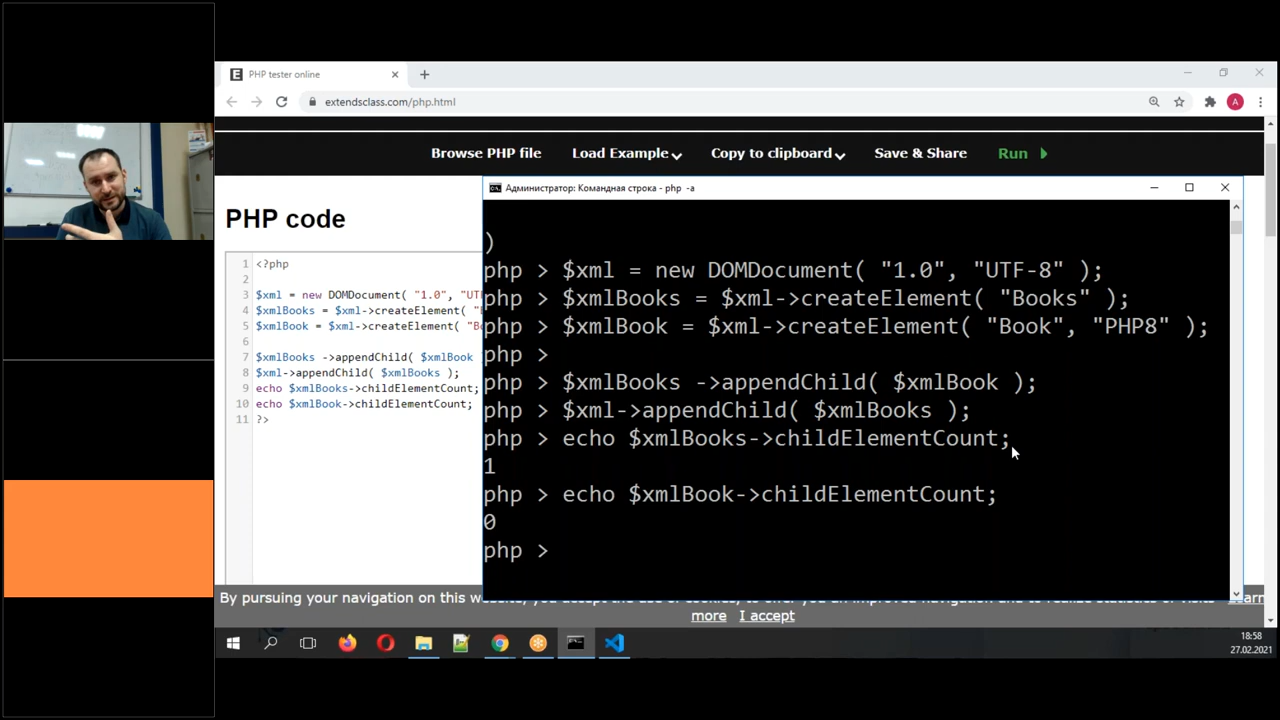 PHP tester online
extendsclass.com/php.html
A
Browse PHP file Load Example Copy to clipboard Save & Share Run
Администратор: Командная строка - php -a
PHP code
1 <?php
2
3 $xml = new DOMDocument( "1.0", "UT
4 $xmlBooks = $xml->createElement(
5 $xmlBook = $xml->createElement(
6
7 $xmlBooks ->appendChild( $xmlBook
8 $xml->appendChild( $xmlBooks );
9 echo $xmlBooks->childElementCount;
10 echo $xmlBook->childElementCount;
11 ?>
)
php > $xml = new DOMDocument( "1.0", "UTF-8" );
php > $xmlBooks = $xml->createElement( "Books" );
php > $xmlBook = $xml->createElement( "Book", "PHP8" );
php >
php > $xmlBooks ->appendChild( $xmlBook );
php > $xml->appendChild( $xmlBooks );
php > echo $xmlBooks->childElementCount;
1
php > echo $xmlBook->childElementCount;
0
php >
By pursuing your navigation on this
more I accept
18:58
27.02.2021